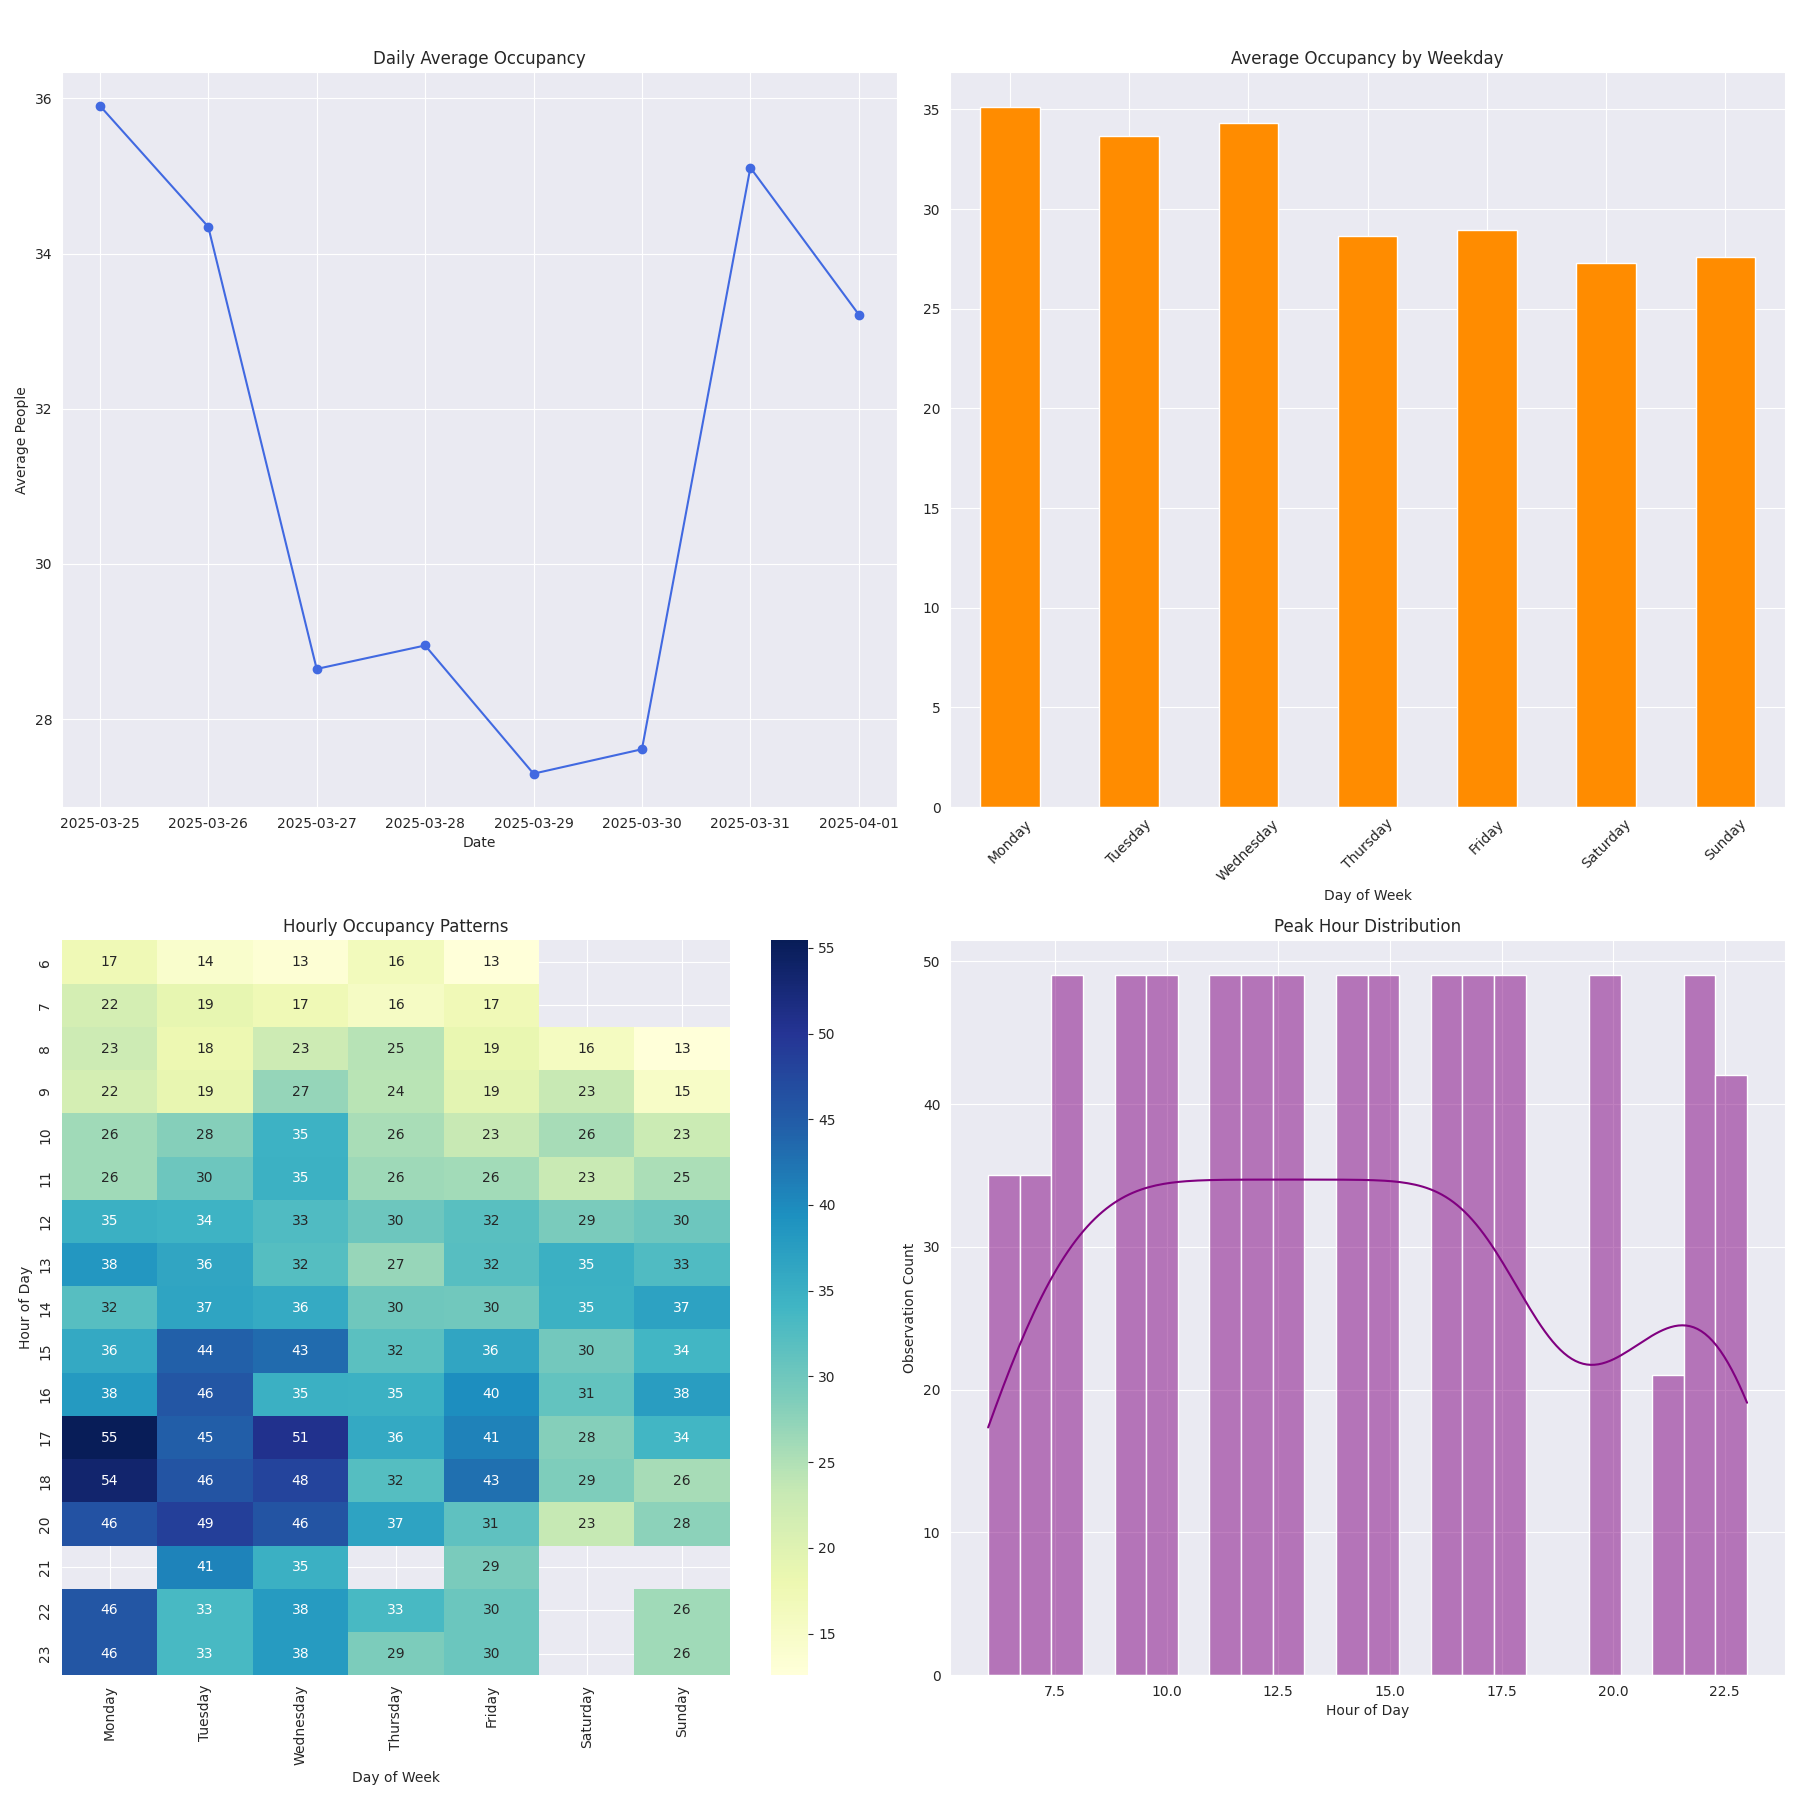 Daily Average Occupancy
36
34
32
30
28
Average People
2025-03-25 2025-03-26 2025-03-27 2025-03-28 2025-03-29 2025-03-30 2025-03-31 2025-04-01
Date
Average Occupancy by Weekday
35
30
25
20
15
10
5
0
Monday Tuesday Wednesday Thursday Friday Saturday Sunday
Day of Week
Hourly Occupancy Patterns
Hour of Day
6 17 14 13 16 13
7 22 19 17 16 17
8 23 18 23 25 19 16 13
9 22 19 27 24 19 23 15
10 26 28 35 26 23 26 23
11 26 30 35 26 26 23 25
12 35 34 33 30 32 29 30
13 38 36 32 27 32 35 33
14 32 37 36 30 30 35 37
15 36 44 43 32 36 30 34
16 38 46 35 35 40 31 38
17 55 45 51 36 41 28 34
18 54 46 48 32 43 29 26
20 46 49 46 37 31 23 28
21 41 35 29
22 46 33 38 33 30 26
23 46 33 38 29 30 26
Monday Tuesday Wednesday Thursday Friday Saturday Sunday
Day of Week
55
50
45
40
35
30
25
20
15
Peak Hour Distribution
50
40
30
20
10
0
Observation Count
7.5 10.0 12.5 15.0 17.5 20.0 22.5
Hour of Day